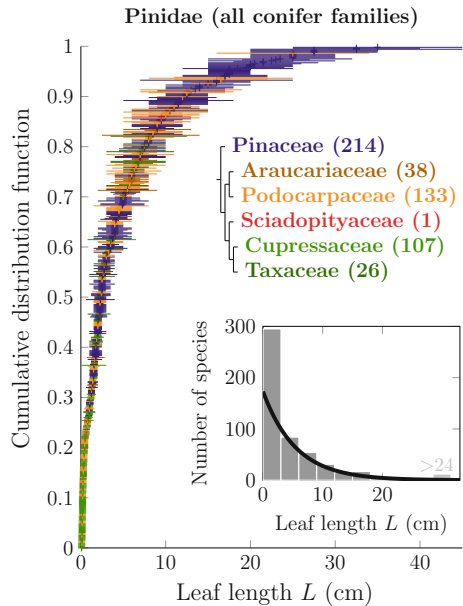 Pinidae (all conifer families)
Cumulative distribution function
1
0.9
0.8
0.7
0.6
0.5
0.4
0.3
0.2
0.1
0
0 10 20 30 40
Leaf length L (cm)
Pinaceae (214)
Araucariaceae (38)
Podocarpaceae (133)
Sciadopityaceae (1)
Cupressaceae (107)
Taxaceae (26)
Number of species
300
200
100
0
>24
0 10 20
Leaf length L (cm)